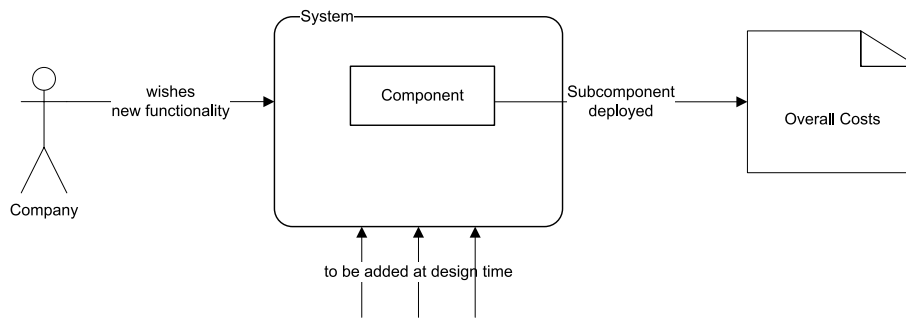 System
wishes
new functionality
Component
Subcomponent
deployed
Overall Costs
Company
to be added at design time